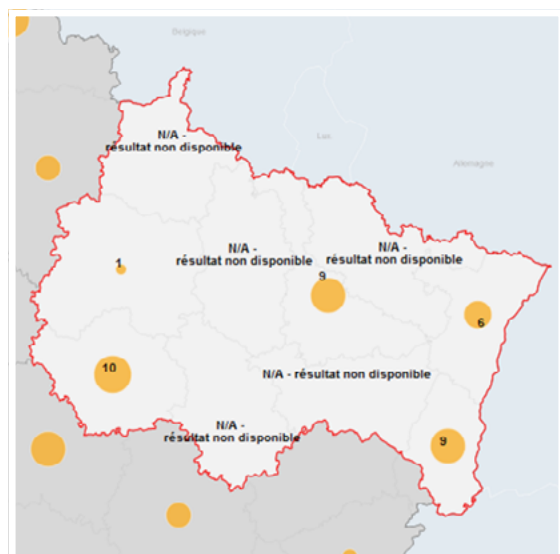 Belgique
N/A -
résultat non disponible
Lux.
Allemagne
N/A -
résultat non disponible
N/A -
résultat non disponible
1
9
6
10
N/A - résultat non disponible
N/A -
résultat non disponible
9